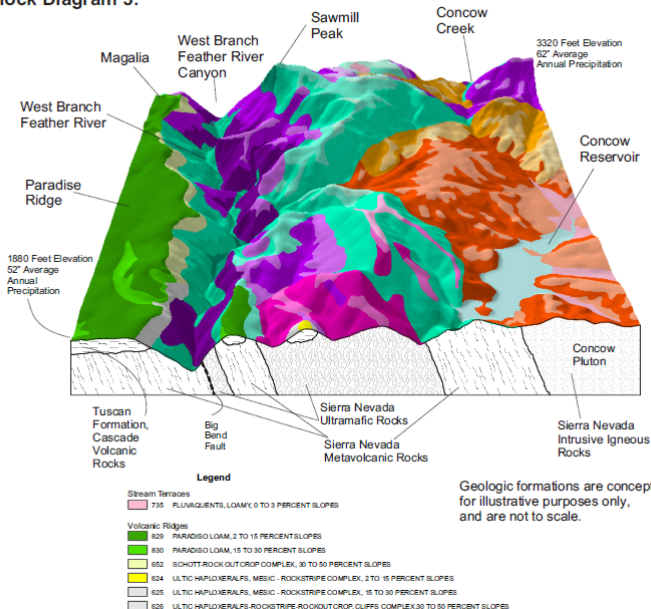 lock Diagram 5:
Sawmill
Peak
Concow
Creek
West Branch
Feather River
Canyon
3320 Feet Elevation
62" Average
Annual Precipitation
Magalia
West Branch
Feather River
Concow
Reservoir
Paradise
Ridge
1880 Feet Elevation
52" Average
Annual
Precipitation
Concow
Pluton
Tuscan
Formation,
Cascade
Volcanic
Rocks
Big
Bend
Fault
Sierra Nevada
Ultramafic Rocks
Sierra Nevada
Metavolcanic Rocks
Sierra Nevada
Intrusive Igneous
Rocks
Legend
Geologic formations are concep
for illustrative purposes only,
and are not to scale.
Stream Terraces
735 FLUVAQUENTS, LOAMY, 0 TO 3 PERCENT SLOPES
Volcanic Ridges
829 PARADISO LOAM, 2 TO 15 PERCENT SLOPES
830 PARADISO LOAM, 15 TO 30 PERCENT SLOPES
652 SCHOTT-ROCK OUTCROP COMPLEX, 30 TO 50 PERCENT SLOPES
624 ULTIC HAPLOXERALFS, MESIC - ROCKSTRIPE COMPLEX, 2 TO 15 PERCENT SLOPES
625 ULTIC HAPLOXERALFS, MESIC - ROCKSTRIPE COMPLEX, 15 TO 30 PERCENT SLOPES
626 ULTIC HAPLOXERALFS-ROCKSTRIPE-ROCKOUTCROP, CLIFFS COMPLEX 30 TO 50 PERCENT SLOPES